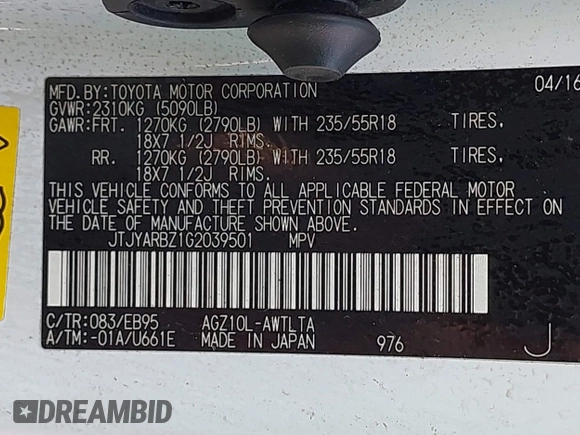 MFD.BY:TOYOTA MOTOR CORPORATION 04/16
GVWR:2310KG (5090LB)
GAWR:FRT. 1270KG (2790LB) WITH 235/55R18 TIRES,
18X7 1/2J RIMS.
RR. 1270KG (2790LB) WITH 235/55R18 TIRES,
18X7 1/2J RIMS.
THIS VEHICLE CONFORMS TO ALL APPLICABLE FEDERAL MOTOR
VEHICLE SAFETY AND THEFT PREVENTION STANDARDS IN EFFECT ON
THE DATE OF MANUFACTURE SHOWN ABOVE.
JTJYARBZ1G2039501 MPV
C/TR:083/EB95 AGZ10L-AWTLTA
A/TM:-01A/U661E MADE IN JAPAN 976 J
DREAMBID